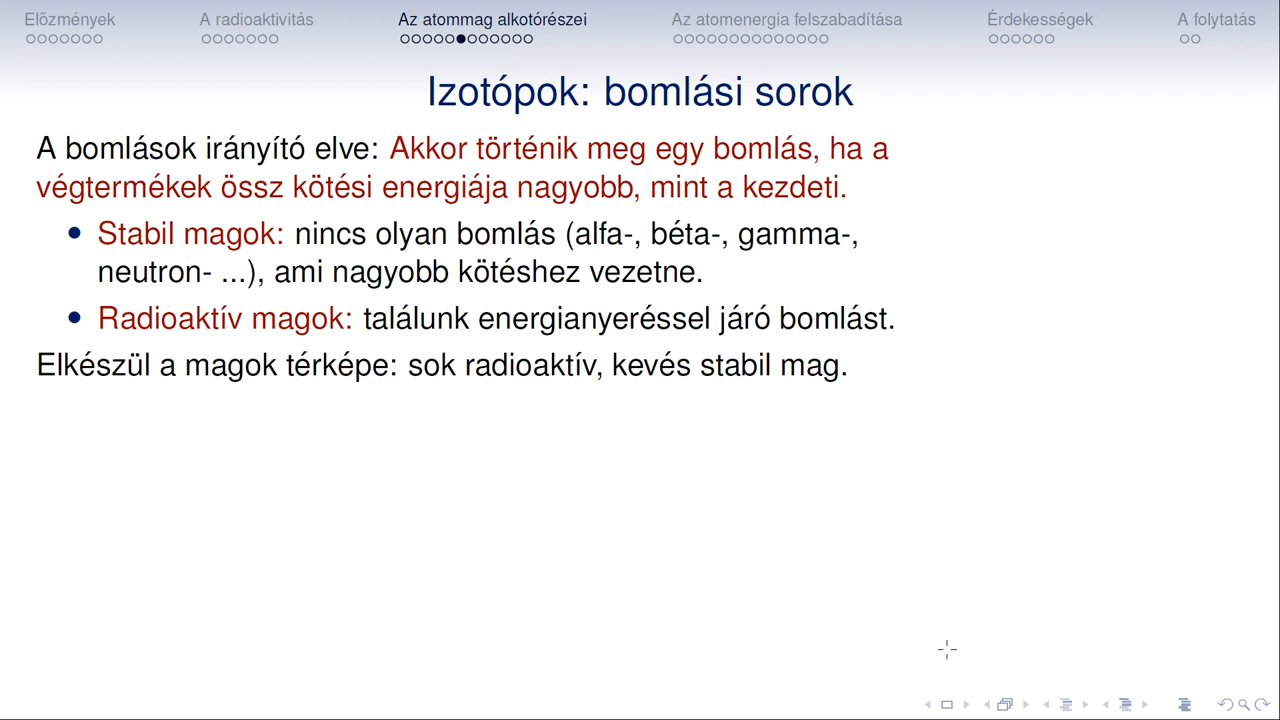 Előzmények A radioaktivitás Az atommag alkotórészei Az atomenergia felszabadítása Érdekességek A folytatás
Izotópok: bomlási sorok
A bomlások irányító elve: Akkor történik meg egy bomlás, ha a
végtermékek össz kötési energiája nagyobb, mint a kezdeti.
• Stabil magok: nincs olyan bomlás (alfa-, béta-, gamma-,
neutron- ...), ami nagyobb kötéshez vezetne.
• Radioaktív magok: találunk energianyeréssel járó bomlást.
Elkészül a magok térképe: sok radioaktív, kevés stabil mag.